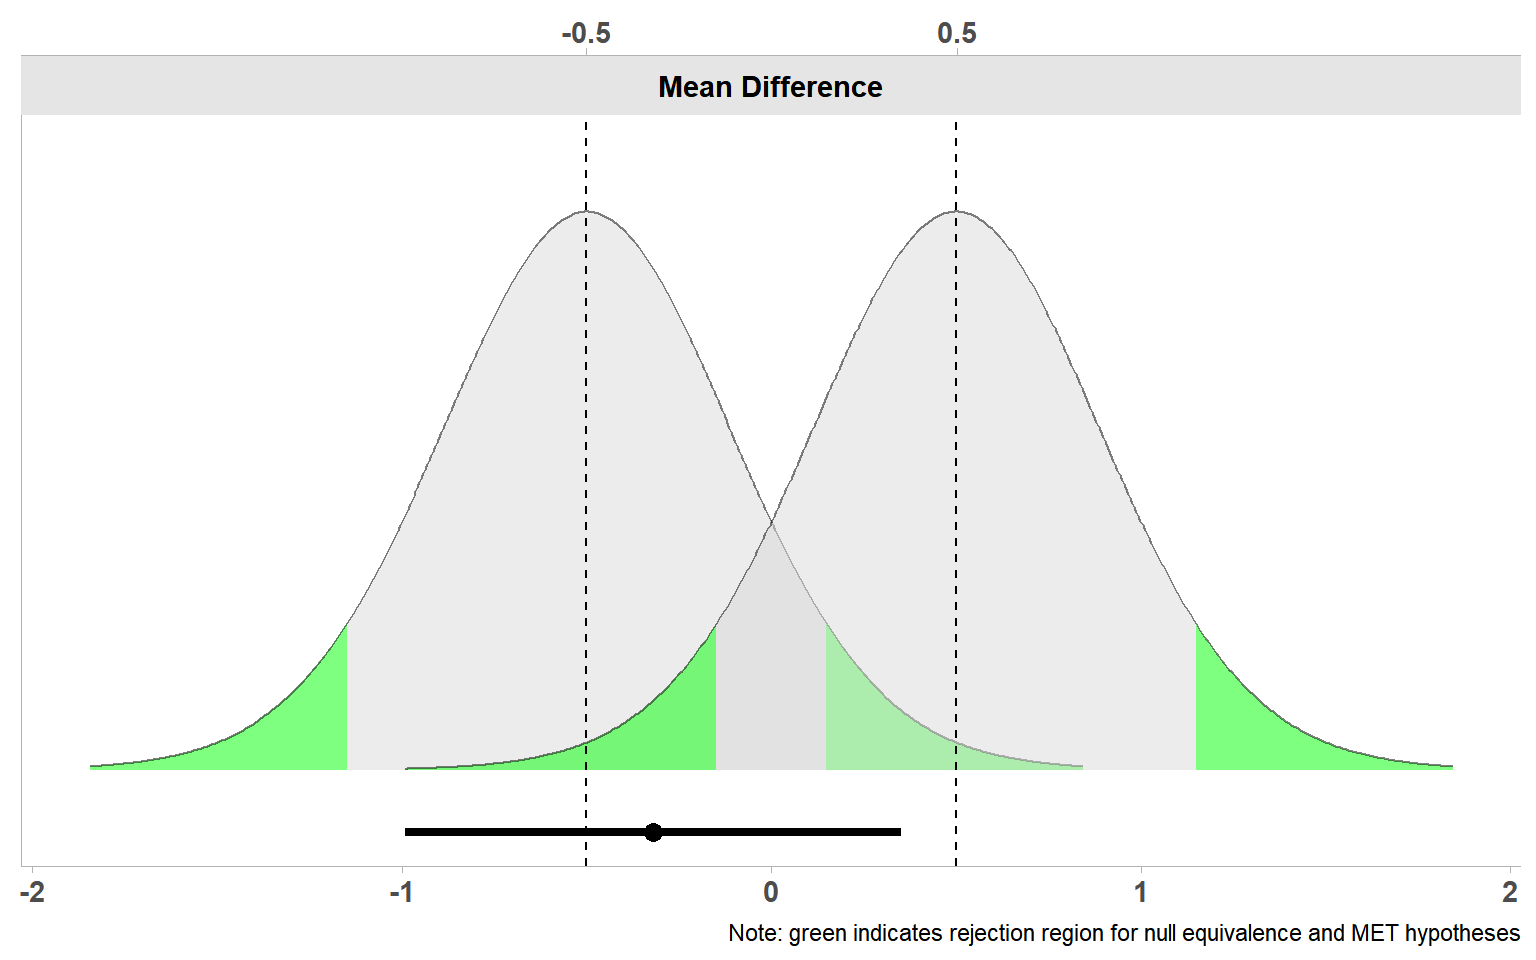 -0.5 0.5
Mean Difference
-2 -1 0 1 2
Note: green indicates rejection region for null equivalence and MET hypotheses